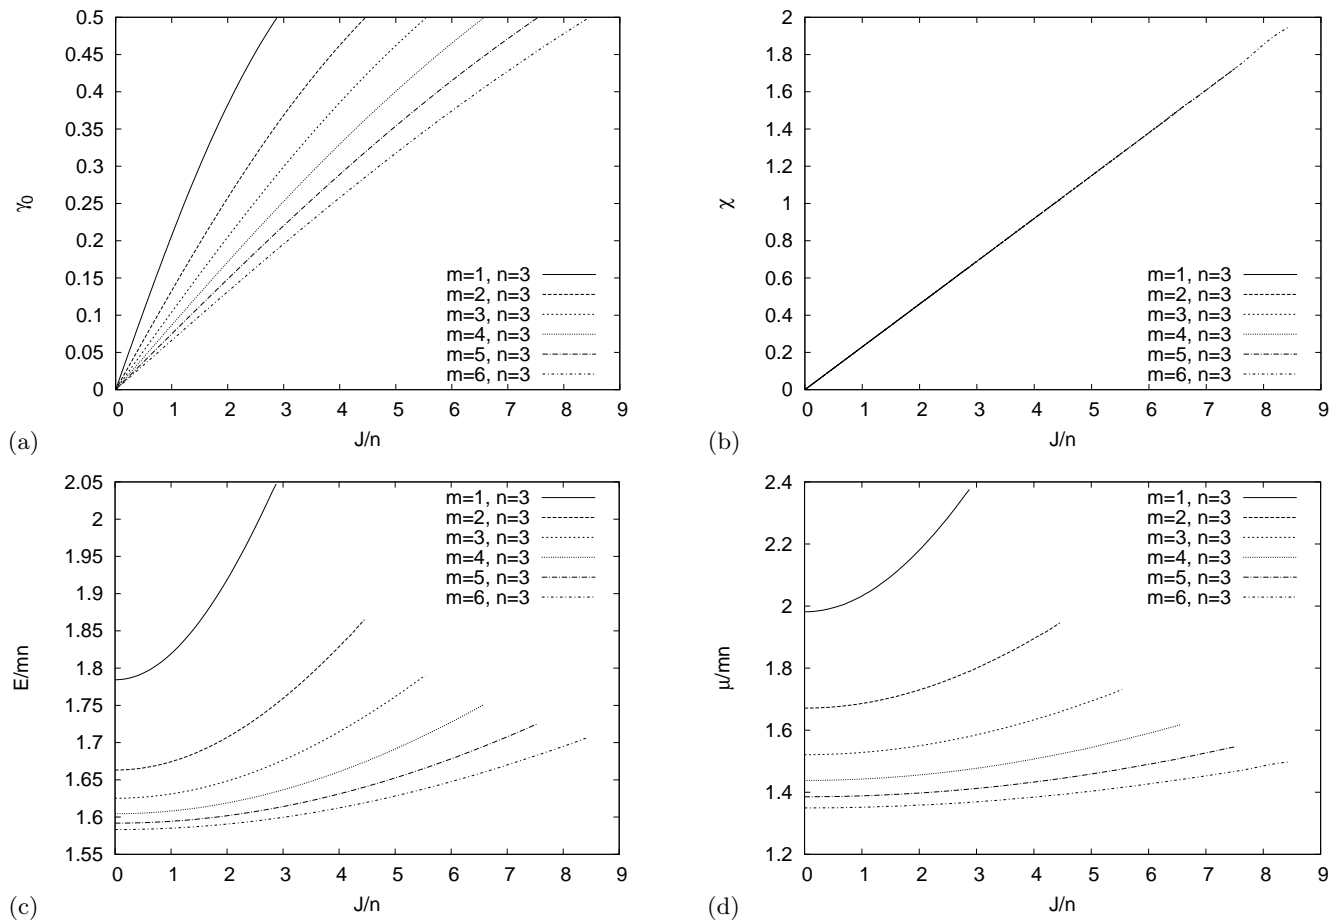 0.5
0.45
0.4
0.35
0.3
0.25
0.2
0.15
0.1
0.05
0
γ0
m=1, n=3
m=2, n=3
m=3, n=3
m=4, n=3
m=5, n=3
m=6, n=3
0 1 2 3 4 5 6 7 8 9
J/n
(a)
2
1.8
1.6
1.4
1.2
1
0.8
0.6
0.4
0.2
0
χ
m=1, n=3
m=2, n=3
m=3, n=3
m=4, n=3
m=5, n=3
m=6, n=3
0 1 2 3 4 5 6 7 8 9
J/n
(b)
2.05
2
1.95
1.9
1.85
1.8
1.75
1.7
1.65
1.6
1.55
E/mn
m=1, n=3
m=2, n=3
m=3, n=3
m=4, n=3
m=5, n=3
m=6, n=3
0 1 2 3 4 5 6 7 8 9
J/n
(c)
2.4
2.2
2
1.8
1.6
1.4
1.2
μ/mn
m=1, n=3
m=2, n=3
m=3, n=3
m=4, n=3
m=5, n=3
m=6, n=3
0 1 2 3 4 5 6 7 8 9
J/n
(d)